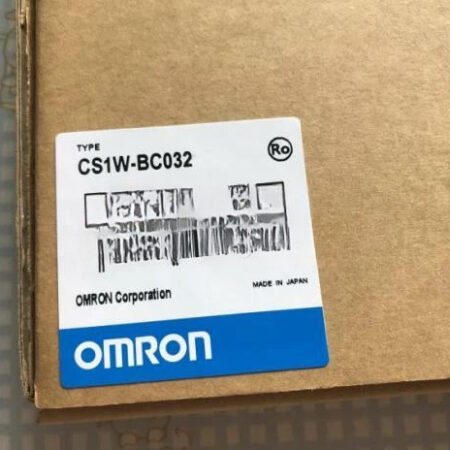 TYPE
CS1W-BC032
Ro
OMRON Corporation
MADE IN JAPAN
OMRON